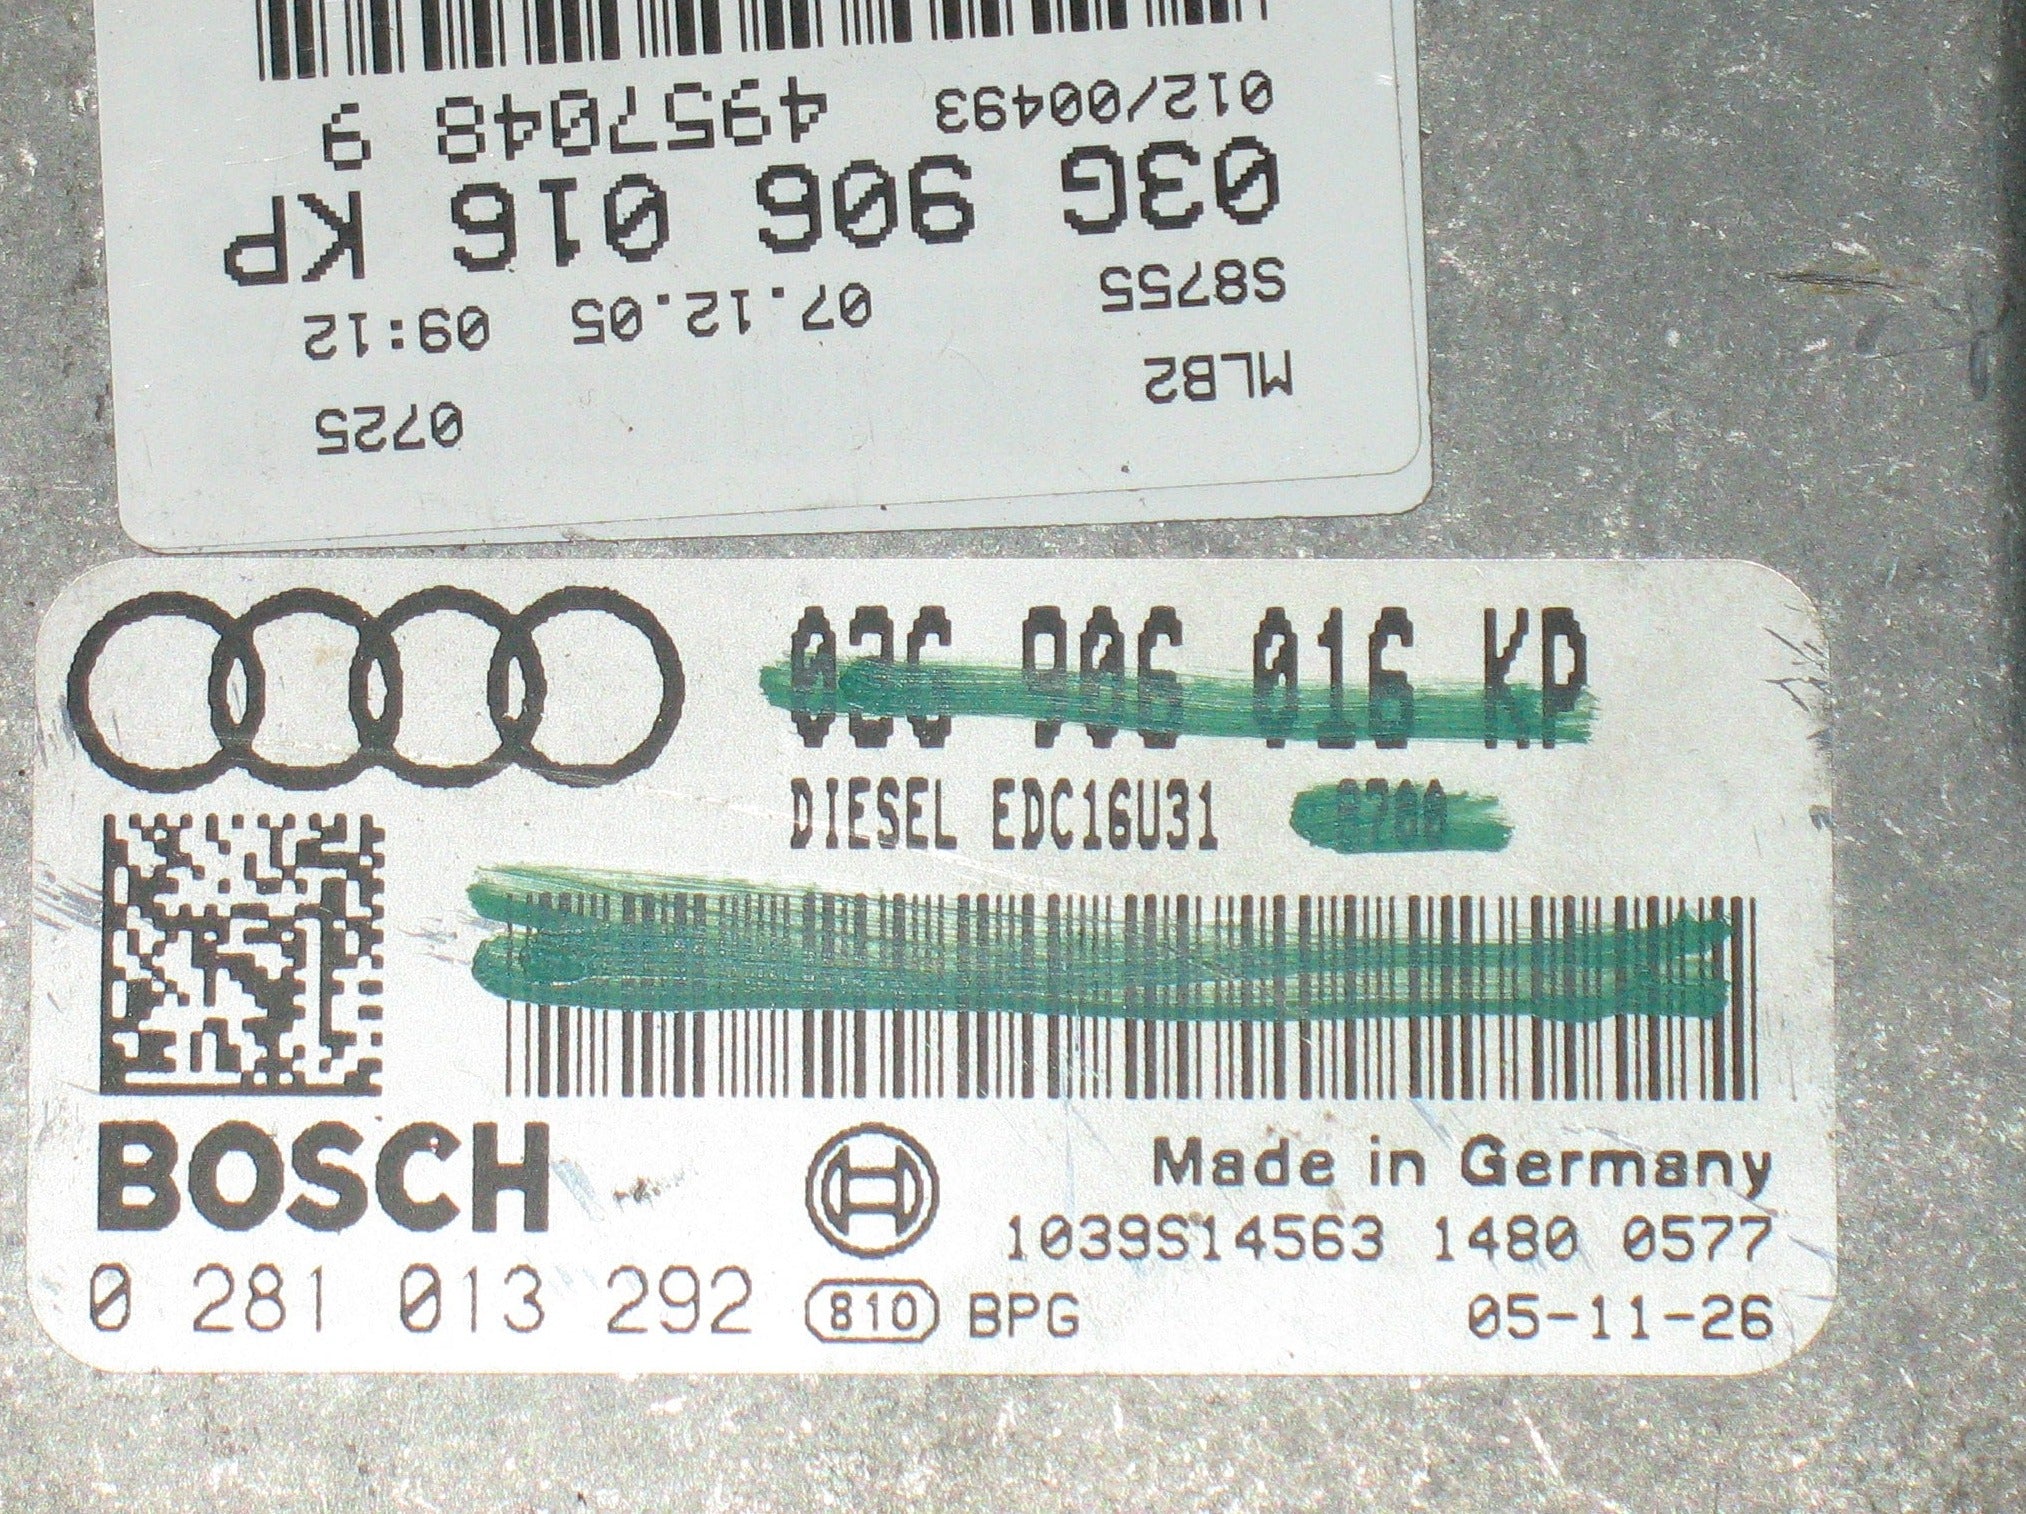 012/00493 4957048 9
03G 906 016 KP
S8755 07.12.05 09:12
MLB2 0725
03G 906 016 KP
DIESEL EDC16U31
BOSCH
Made in Germany
1039S14563 1480 0577
0 281 013 292 810 BPG 05-11-26